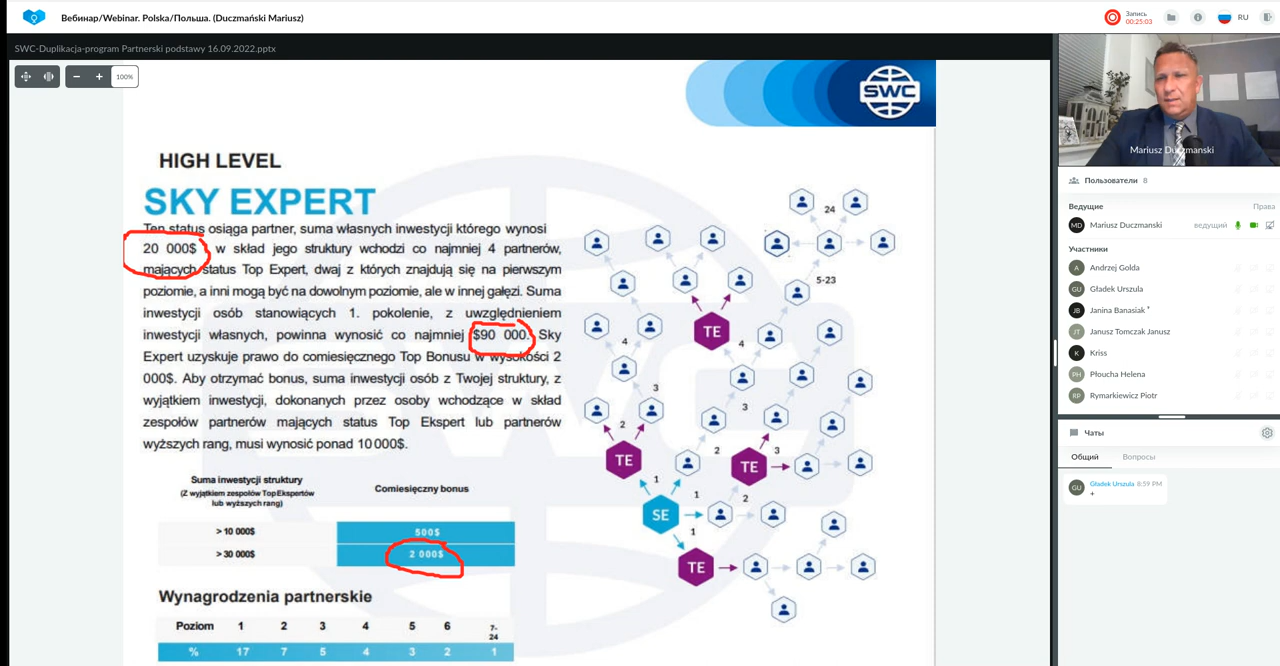 Вебинар/Webinar. Polska/Польша. (Duczmański Mariusz)
Запись
00:25:03
RU
SWC-Duplikacja-program Partnerski podstawy 16.09.2022.pptx
100%
SWC
HIGH LEVEL
SKY EXPERT
Ten status osiąga partner, suma własnych inwestycji którego wynosi
20 000$, w skład jego struktury wchodzi co najmniej 4 partnerów,
mających status Top Expert, dwaj z których znajdują się na pierwszym
poziomie, a inni mogą być na dowolnym poziomie, ale w innej gałęzi. Suma
inwestycji osób stanowiących 1. pokolenie, z uwzględnieniem
inwestycji własnych, powinna wynosić co najmniej $90 000. Sky
Expert uzyskuje prawo do comiesięcznego Top Bonusu w wysokości 2
000$. Aby otrzymać bonus, suma inwestycji osób z Twojej struktury, z
wyjątkiem inwestycji, dokonanych przez osoby wchodzące w skład
zespołów partnerów mających status Top Ekspert lub partnerów
wyższych rang, musi wynosić ponad 10 000$.
Suma inwestycji struktury
(Z wyjątkiem zespołów Top Ekspertów
lub wyższych rang)
Comiesięczny bonus
> 10 000$ 500$
> 30 000$ 2 000$
Wynagrodzenia partnerskie
Poziom 1 2 3 4 5 6 7-
24
% 17 7 5 4 3 2 1
24
5-23
TE
4
4
3
3
2
TE
2
TE
3
1
1
2
SE
1
TE
Mariusz Duczmanski
Пользователи 8
Ведущие Права
MD Mariusz Duczmanski ведущий
Участники
A Andrzej Golda
GU Gładek Urszula
JB Janina Banasiak *
JT Janusz Tomczak Janusz
K Kriss
PH Płoucha Helena
RP Rymarkiewicz Piotr
Чаты
Общий Вопросы
GU Gładek Urszula 8:59 PM
+